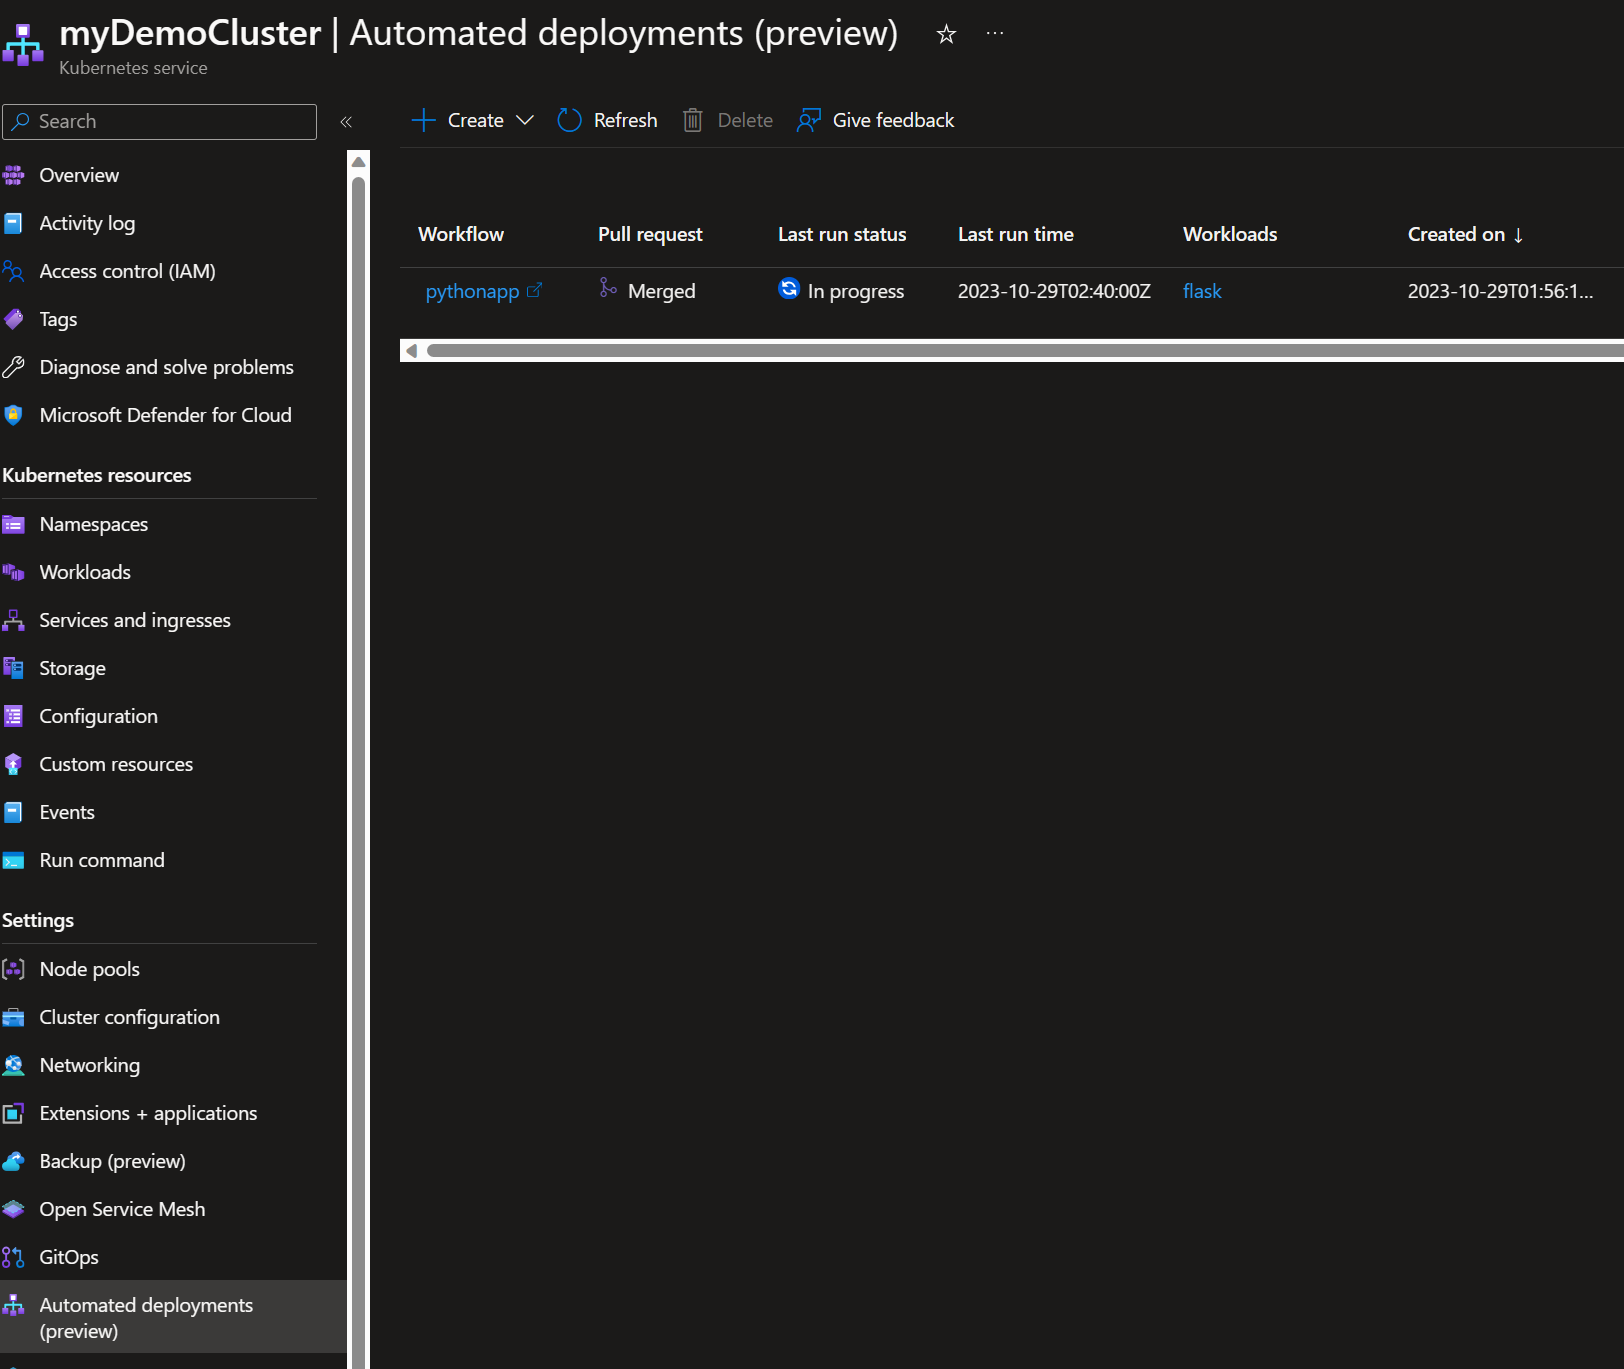 myDemoCluster | Automated deployments (preview)
Kubernetes service
Search
Create
Refresh
Delete
Give feedback
Overview
Activity log
Access control (IAM)
Tags
Diagnose and solve problems
Microsoft Defender for Cloud
Kubernetes resources
Namespaces
Workloads
Services and ingresses
Storage
Configuration
Custom resources
Events
Run command
Settings
Node pools
Cluster configuration
Networking
Extensions + applications
Backup (preview)
Open Service Mesh
GitOps
Automated deployments
(preview)
Workflow Pull request Last run status Last run time Workloads Created on ↓
pythonapp Merged In progress 2023-10-29T02:40:00Z flask 2023-10-29T01:56:1...